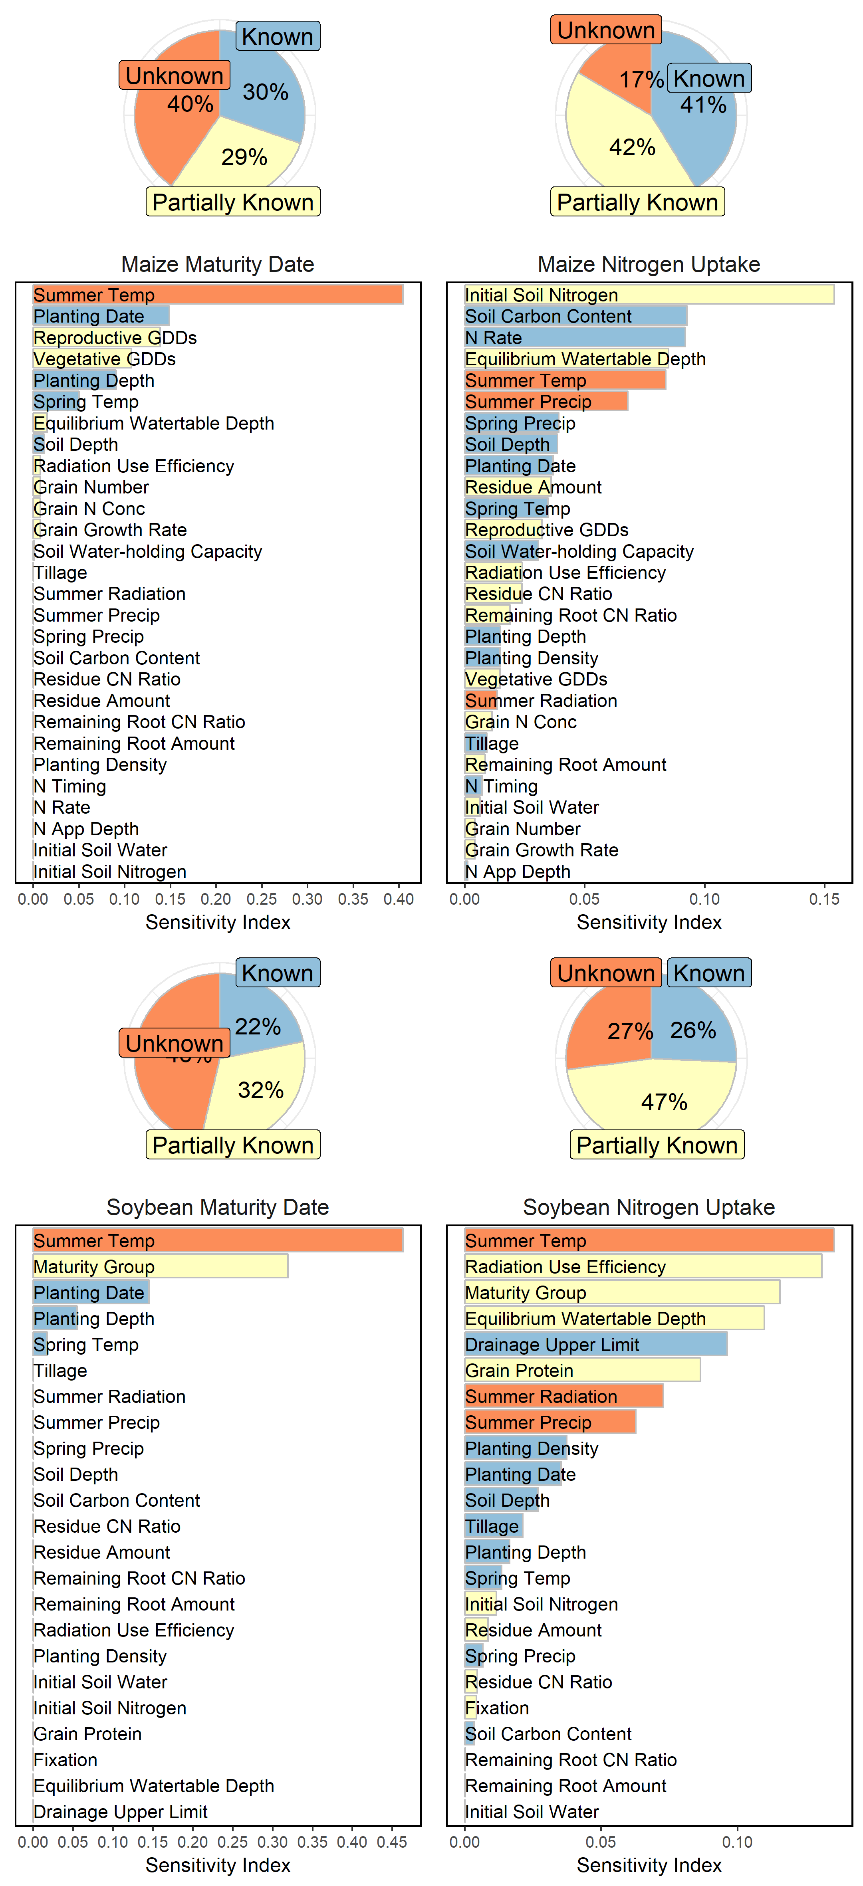 Known
Unknown
30%
40%
29%
Partially Known
Unknown
Known
17%
41%
42%
Partially Known
Maize Maturity Date
Summer Temp
Planting Date
Reproductive GDDs
Vegetative GDDs
Planting Depth
Spring Temp
Equilibrium Watertable Depth
Soil Depth
Radiation Use Efficiency
Grain Number
Grain N Conc
Grain Growth Rate
Soil Water-holding Capacity
Tillage
Summer Radiation
Summer Precip
Spring Precip
Soil Carbon Content
Residue CN Ratio
Residue Amount
Remaining Root CN Ratio
Remaining Root Amount
Planting Density
N Timing
N Rate
N App Depth
Initial Soil Water
Initial Soil Nitrogen
0.00 0.05 0.10 0.15 0.20 0.25 0.30 0.35 0.40
Sensitivity Index
Maize Nitrogen Uptake
Initial Soil Nitrogen
Soil Carbon Content
N Rate
Equilibrium Watertable Depth
Summer Temp
Summer Precip
Spring Precip
Soil Depth
Planting Date
Residue Amount
Spring Temp
Reproductive GDDs
Soil Water-holding Capacity
Radiation Use Efficiency
Residue CN Ratio
Remaining Root CN Ratio
Planting Depth
Planting Density
Vegetative GDDs
Summer Radiation
Grain N Conc
Tillage
Remaining Root Amount
N Timing
Initial Soil Water
Grain Number
Grain Growth Rate
N App Depth
0.00 0.05 0.10 0.15
Sensitivity Index
Known
22%
Unknown
32%
Partially Known
Unknown
Known
27%
26%
47%
Partially Known
Soybean Maturity Date
Summer Temp
Maturity Group
Planting Date
Planting Depth
Spring Temp
Tillage
Summer Radiation
Summer Precip
Spring Precip
Soil Depth
Soil Carbon Content
Residue CN Ratio
Residue Amount
Remaining Root CN Ratio
Remaining Root Amount
Radiation Use Efficiency
Planting Density
Initial Soil Water
Initial Soil Nitrogen
Grain Protein
Fixation
Equilibrium Watertable Depth
Drainage Upper Limit
0.00 0.05 0.10 0.15 0.20 0.25 0.30 0.35 0.40 0.45
Sensitivity Index
Soybean Nitrogen Uptake
Summer Temp
Radiation Use Efficiency
Maturity Group
Equilibrium Watertable Depth
Drainage Upper Limit
Grain Protein
Summer Radiation
Summer Precip
Planting Density
Planting Date
Soil Depth
Tillage
Planting Depth
Spring Temp
Initial Soil Nitrogen
Residue Amount
Spring Precip
Residue CN Ratio
Fixation
Soil Carbon Content
Remaining Root CN Ratio
Remaining Root Amount
Initial Soil Water
0.00 0.05 0.10
Sensitivity Index